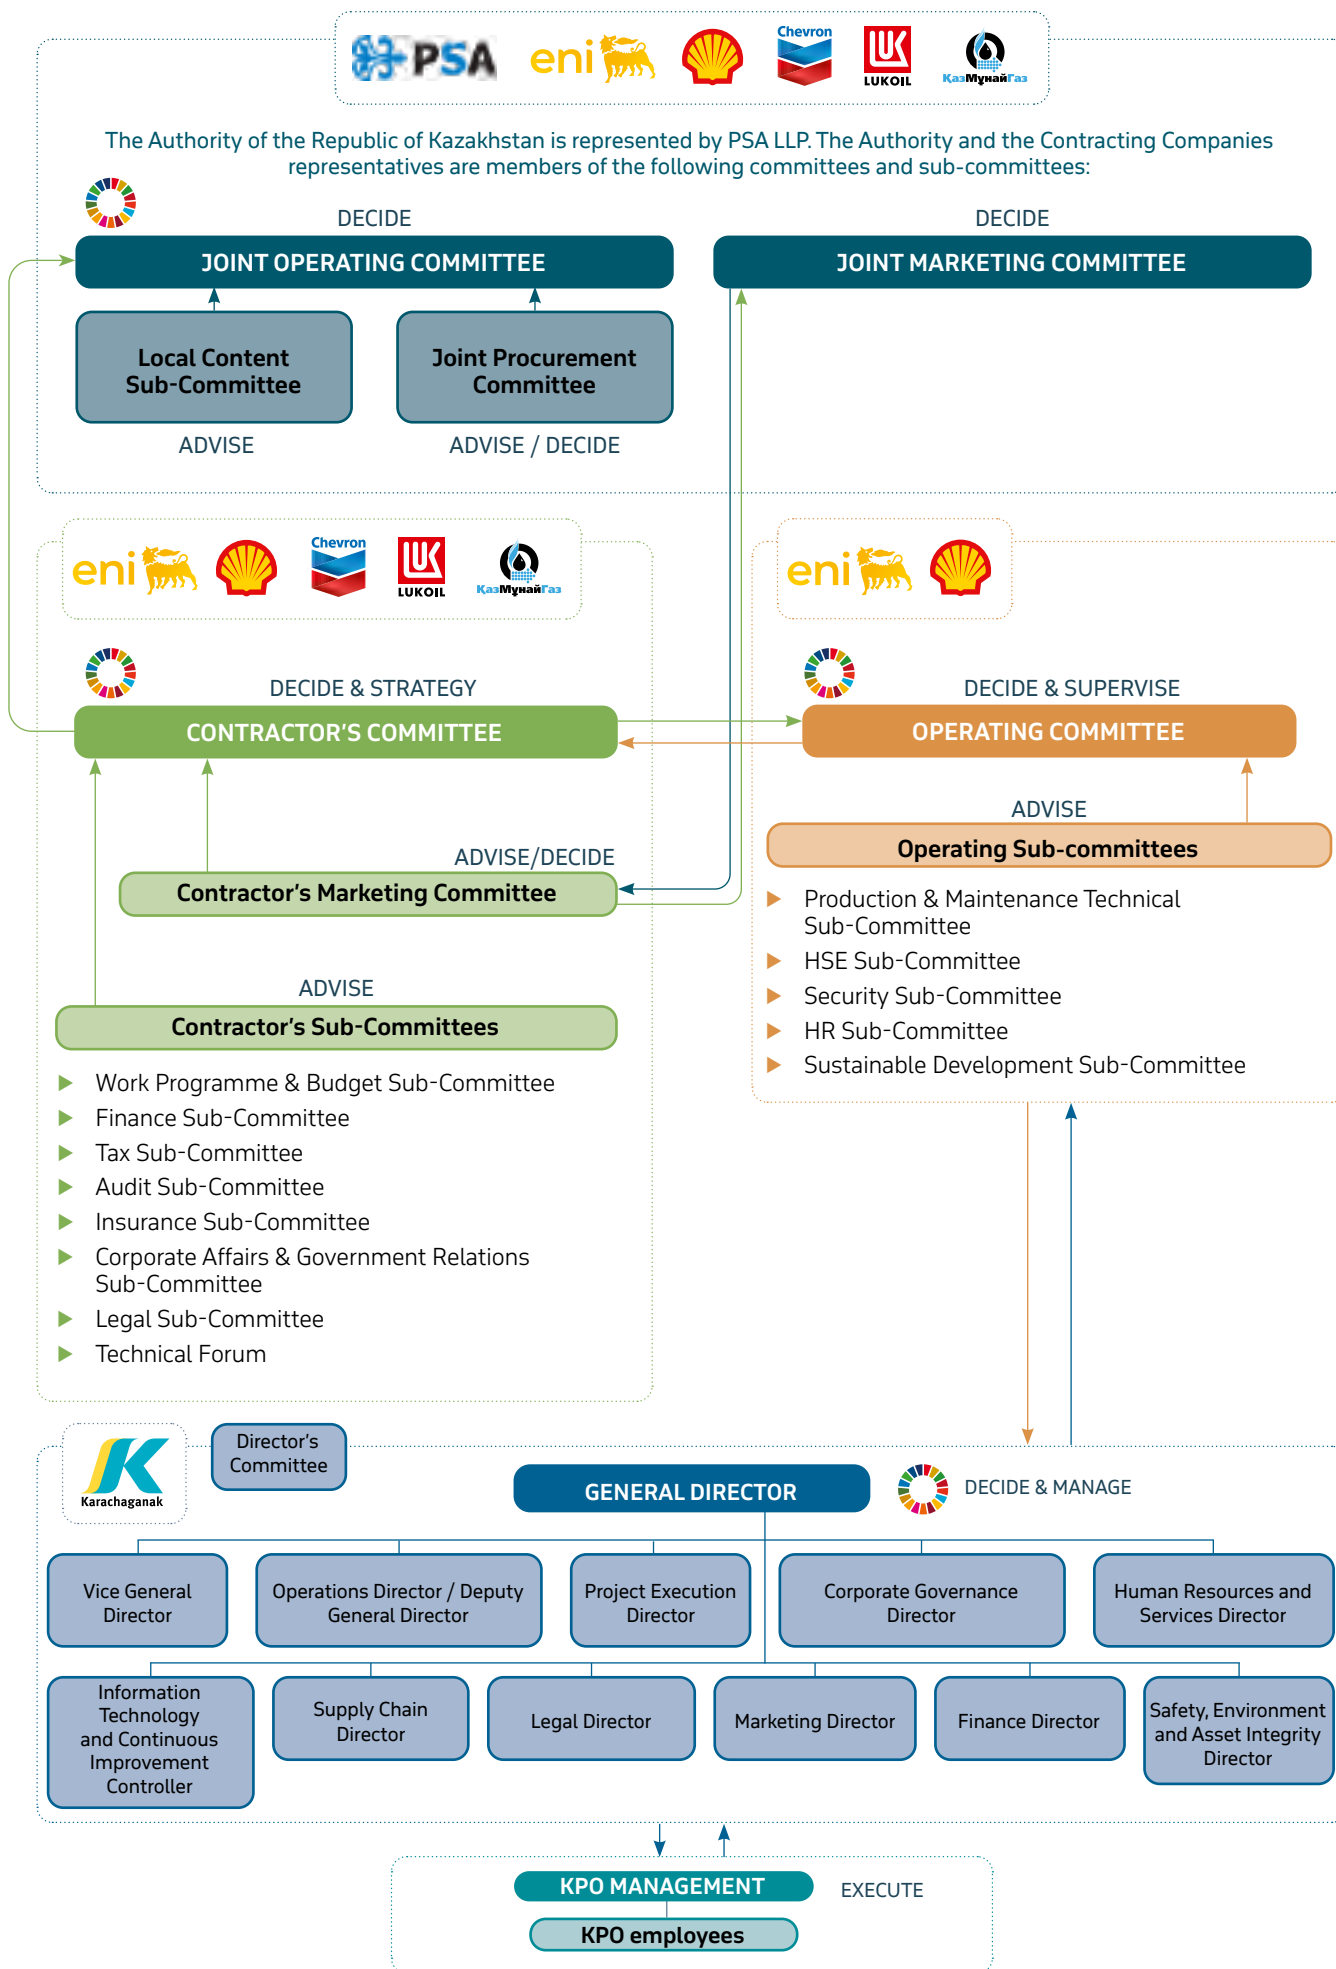 PSA
eni
Chevron
LUKOIL
ҚазМұнайГаз
The Authority of the Republic of Kazakhstan is represented by PSA LLP. The Authority and the Contracting Companies
representatives are members of the following committees and sub-committees:
DECIDE
JOINT OPERATING COMMITTEE
DECIDE
JOINT MARKETING COMMITTEE
Local Content
Sub-Committee
ADVISE
Joint Procurement
Committee
ADVISE / DECIDE
eni
Chevron
LUKOIL
ҚазМұнайГаз
eni
DECIDE & STRATEGY
CONTRACTOR'S COMMITTEE
DECIDE & SUPERVISE
OPERATING COMMITTEE
ADVISE/DECIDE
Contractor's Marketing Committee
ADVISE
Contractor's Sub-Committees
Work Programme & Budget Sub-Committee
Finance Sub-Committee
Tax Sub-Committee
Audit Sub-Committee
Insurance Sub-Committee
Corporate Affairs & Government Relations
Sub-Committee
Legal Sub-Committee
Technical Forum
ADVISE
Operating Sub-committees
Production & Maintenance Technical
Sub-Committee
HSE Sub-Committee
Security Sub-Committee
HR Sub-Committee
Sustainable Development Sub-Committee
Karachaganak
Director's
Committee
GENERAL DIRECTOR
DECIDE & MANAGE
Vice General
Director
Operations Director / Deputy
General Director
Project Execution
Director
Corporate Governance
Director
Human Resources and
Services Director
Information
Technology
and Continuous
Improvement
Controller
Supply Chain
Director
Legal Director
Marketing Director
Finance Director
Safety, Environment
and Asset Integrity
Director
KPO MANAGEMENT
EXECUTE
KPO employees